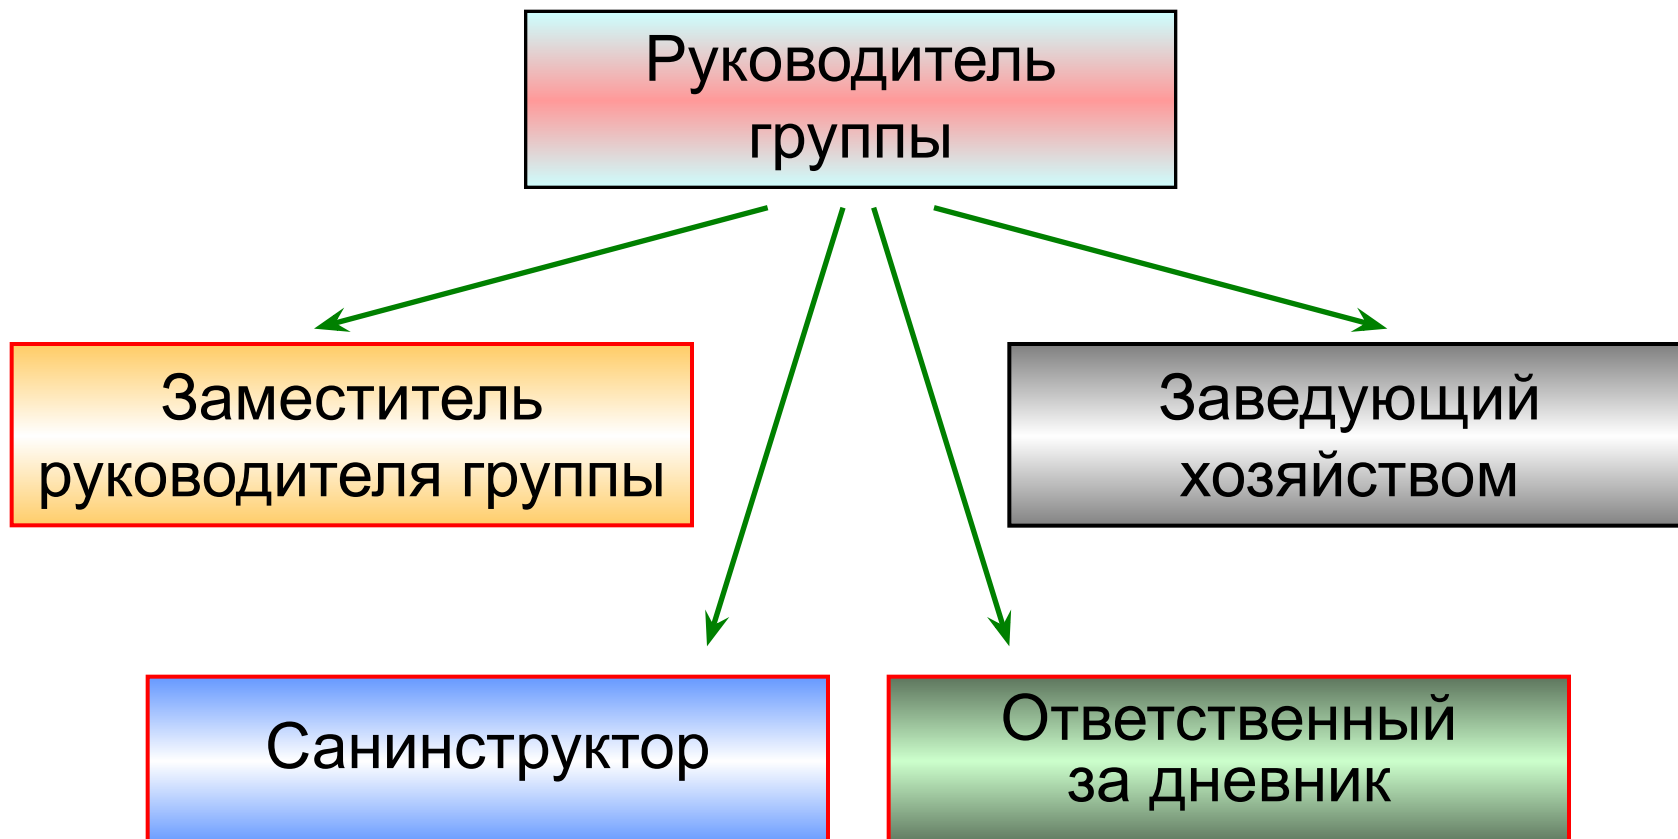 Руководитель
группы
Заместитель
руководителя группы
Заведующий
хозяйством
Санинструктор
Ответственный
за дневник